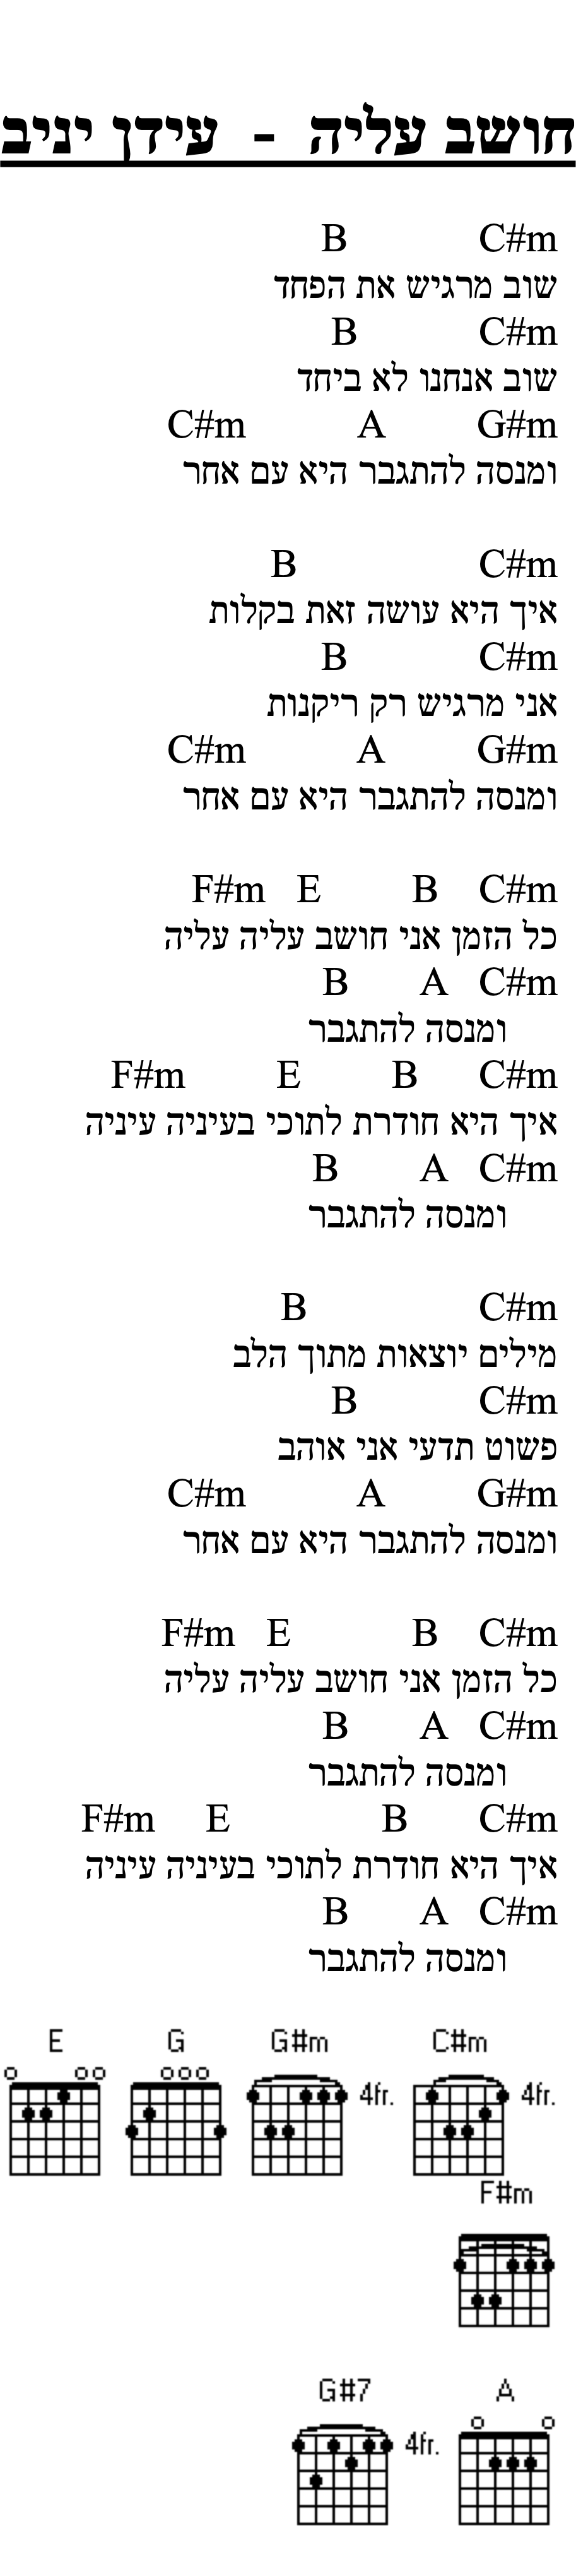 חושב עליה - עידן יניב
C#m B
שוב מרגיש את הפחד
C#m B
שוב אנחנו לא ביחד
G#m A C#m
ומנסה להתגבר היא עם אחר
C#m B
איך היא עושה זאת בקלות
C#m B
אני מרגיש רק ריקנות
G#m A C#m
ומנסה להתגבר היא עם אחר
C#m B E F#m
כל הזמן אני חושב עליה עליה
C#m A B
ומנסה להתגבר
C#m B E F#m
איך היא חודרת לתוכי בעיניה עיניה
C#m A B
ומנסה להתגבר
C#m B
מילים יוצאות מתוך הלב
C#m B
פשוט תדעי אני אוהב
G#m A C#m
ומנסה להתגבר היא עם אחר
C#m B E F#m
כל הזמן אני חושב עליה עליה
C#m A B
ומנסה להתגבר
C#m B E F#m
איך היא חודרת לתוכי בעיניה עיניה
C#m A B
ומנסה להתגבר
C#m G#m G E
4fr. 4fr.
F#m
A G#7
4fr.